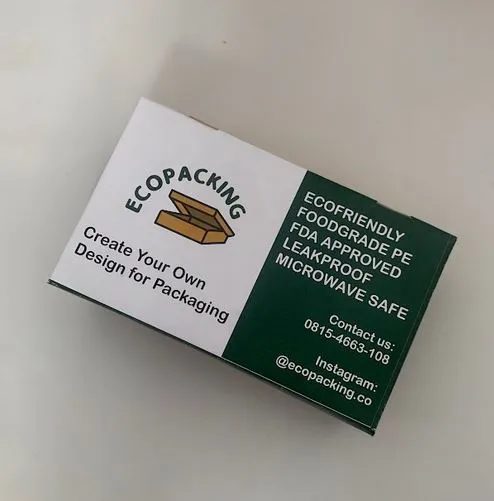 ECOPACKING
Create Your Own
Design for Packaging
ECOFRIENDLY
FOODGRADE PE
FDA APPROVED
LEAKPROOF
MICROWAVE SAFE
Contact us:
0815-4663-108
Instagram:
@ecopacking.co